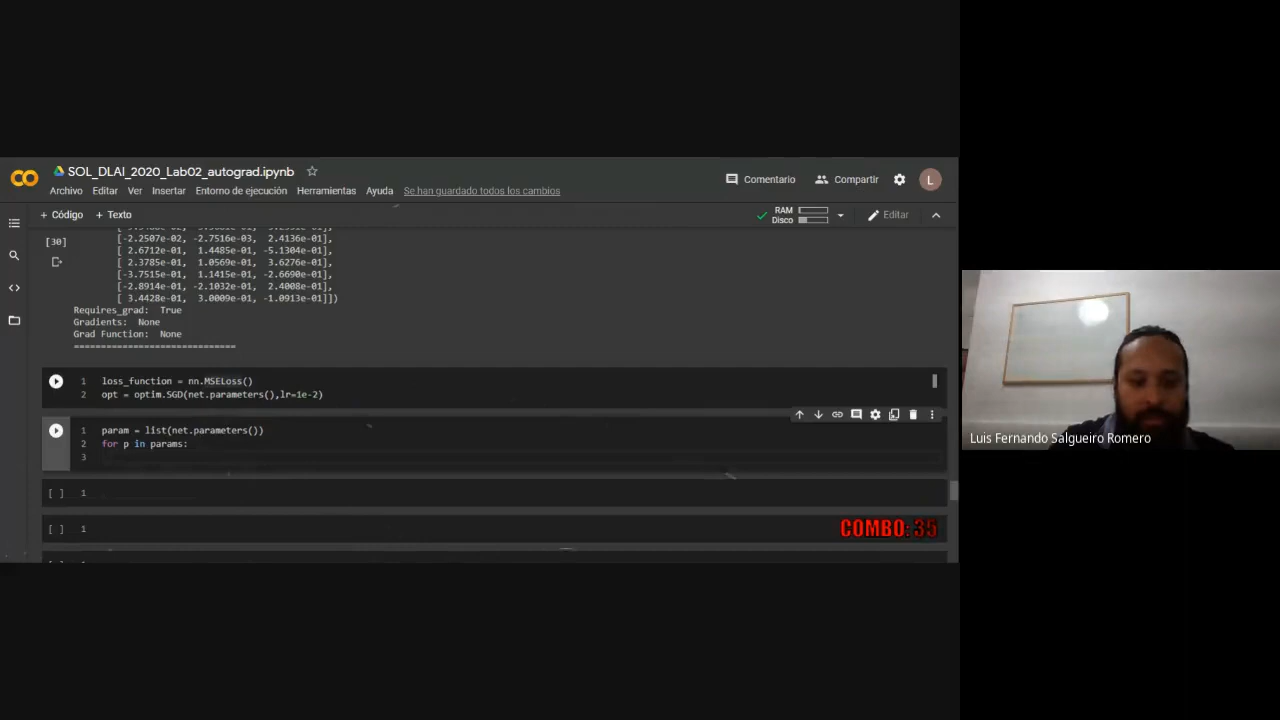 SOL_DLAI_2020_Lab02_autograd.ipynb
Archivo Editar Ver Insertar Entorno de ejecución Herramientas Ayuda Se han guardado todos los cambios
Comentario Compartir L
+ Código + Texto
RAM
Disco
Editar
[30]
[-2.2507e-02, -2.7516e-03, 2.4136e-01],
[ 2.6712e-01, 1.4485e-01, -5.1304e-01],
[ 2.3785e-01, 1.0569e-01, 3.6276e-01],
[-3.7515e-01, 1.1415e-01, -2.6690e-01],
[-2.8914e-01, -2.1032e-01, 2.4008e-01],
[ 3.4428e-01, 3.0009e-01, -1.0913e-01]])
Requires_grad: True
Gradients: None
Grad Function: None
==============================
1 loss_function = nn.MSELoss()
2 opt = optim.SGD(net.parameters(),lr=1e-2)
1 param = list(net.parameters())
2 for p in params:
3
[ ] 1
[ ] 1
COMBO: 35
Luis Fernando Salgueiro Romero